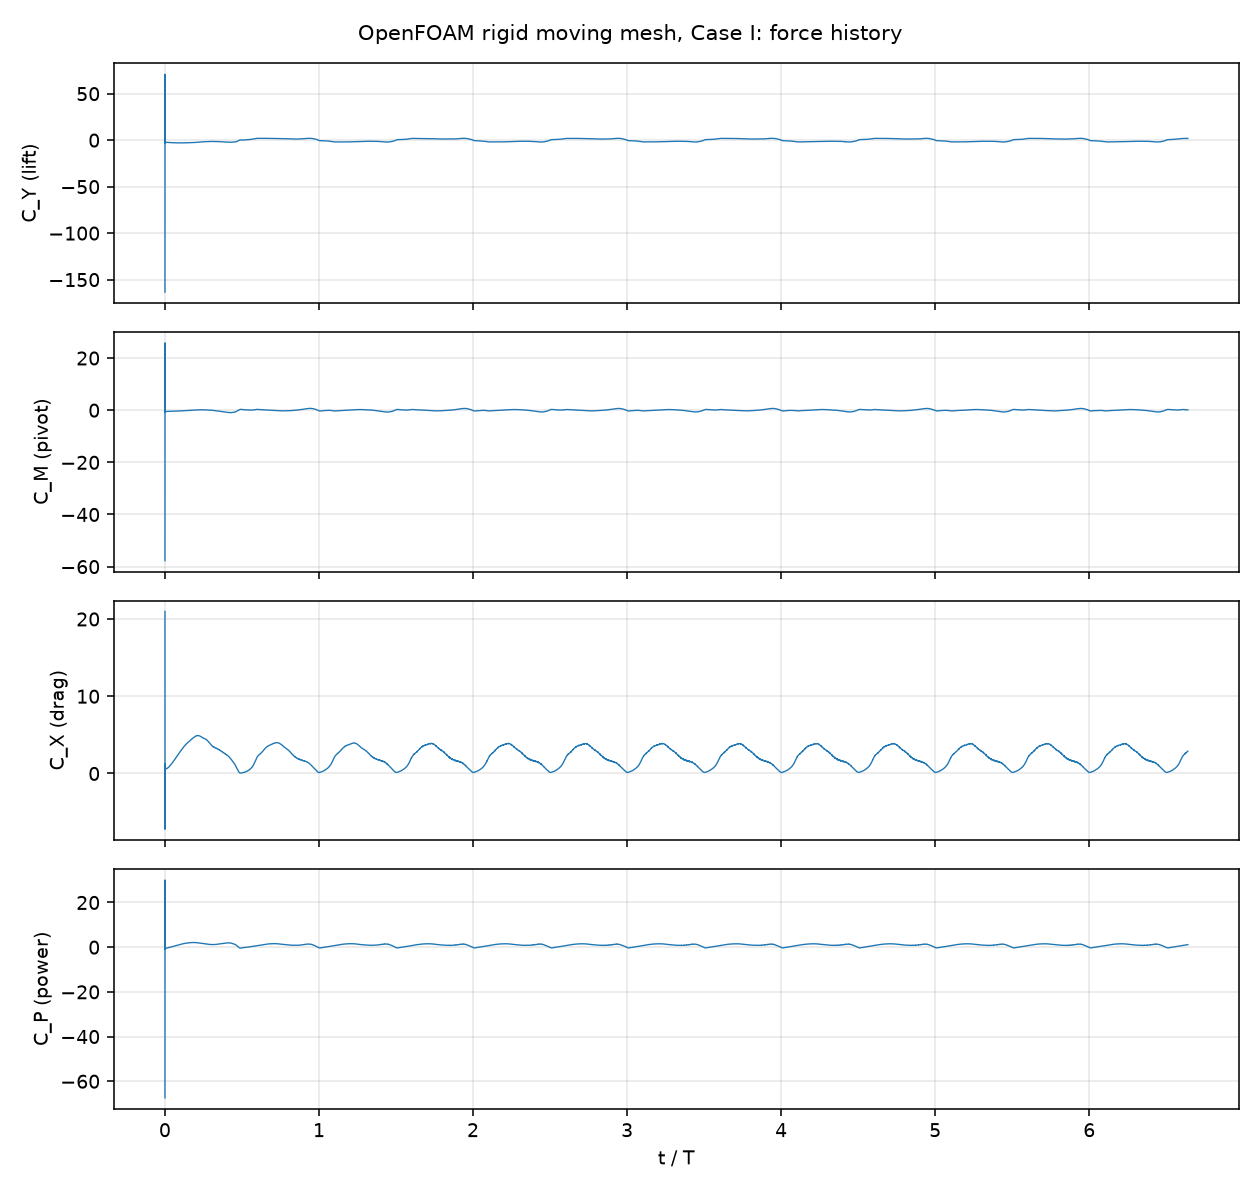 OpenFOAM rigid moving mesh, Case I: force history
C_Y (lift)
50
0
−50
−100
−150
C_M (pivot)
20
0
−20
−40
−60
C_X (drag)
20
10
0
C_P (power)
20
0
−20
−40
−60
0 1 2 3 4 5 6
t / T